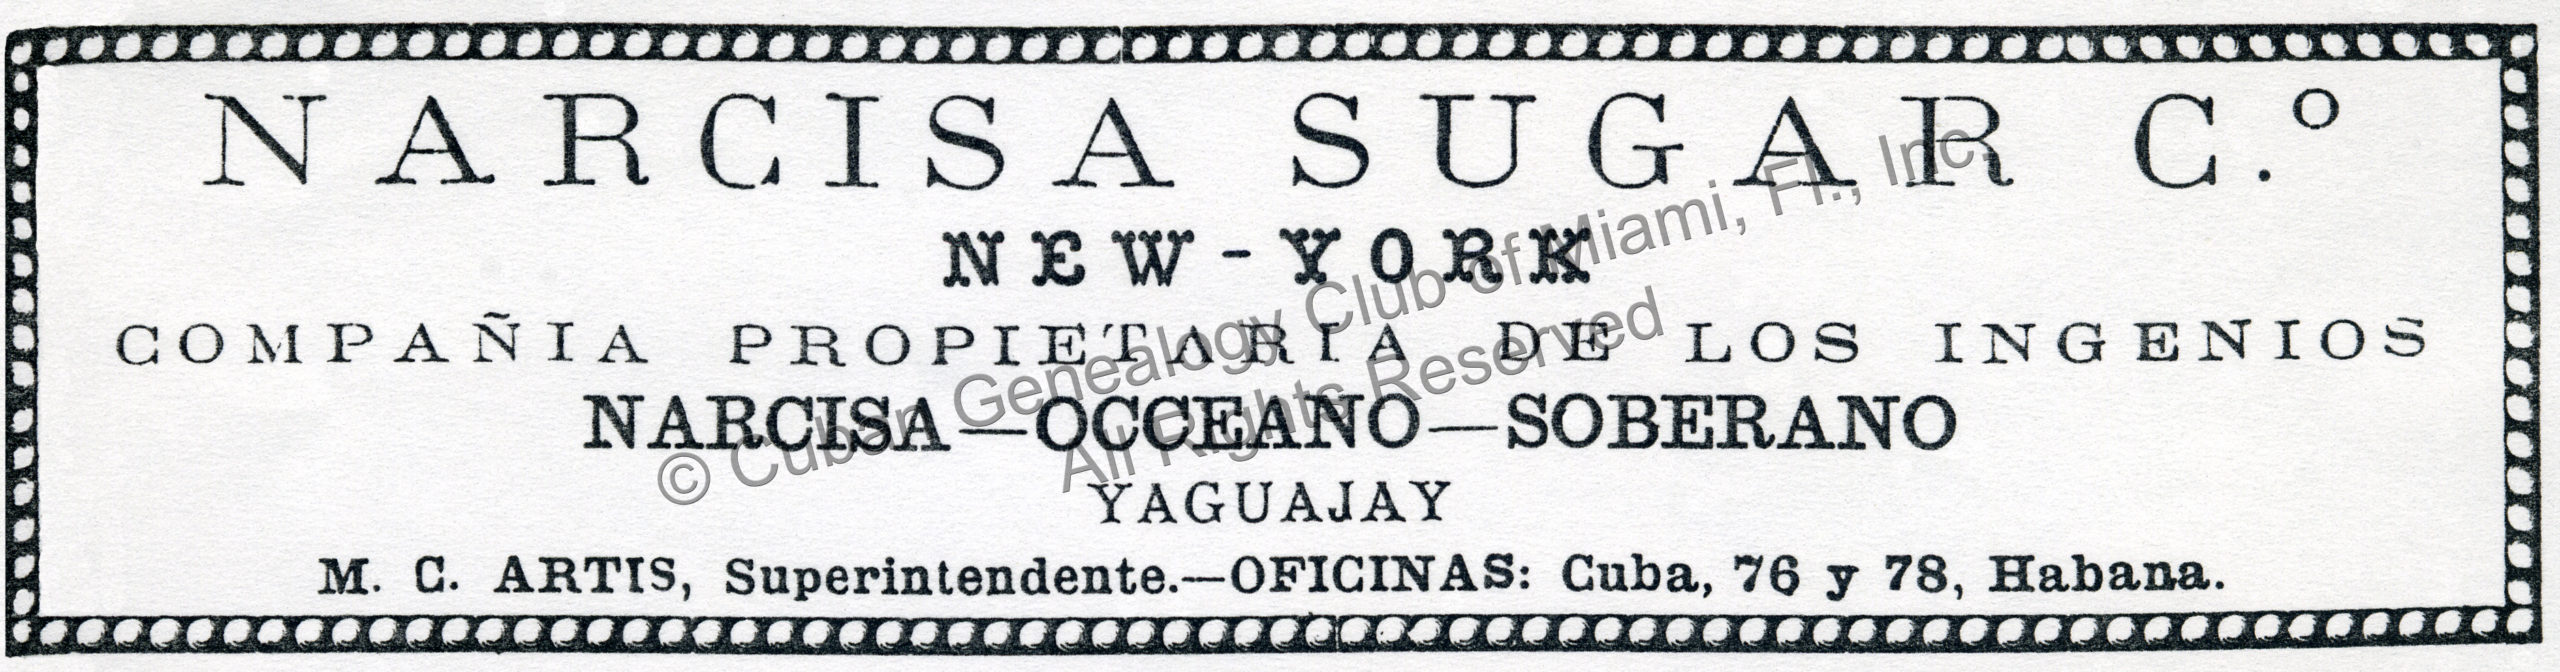 NARCISA SUGAR C.º
NEW-YORK
COMPAÑIA PROPIETARIA DE LOS INGENIOS
NARCISA—OCCEANO—SOBERANO
YAGUAJAY
M. C. ARTIS, Superintendente.—OFICINAS: Cuba, 76 y 78, Habana.
© Cuban Genealogy Club of Miami, Fl., Inc.
All Rights Reserved